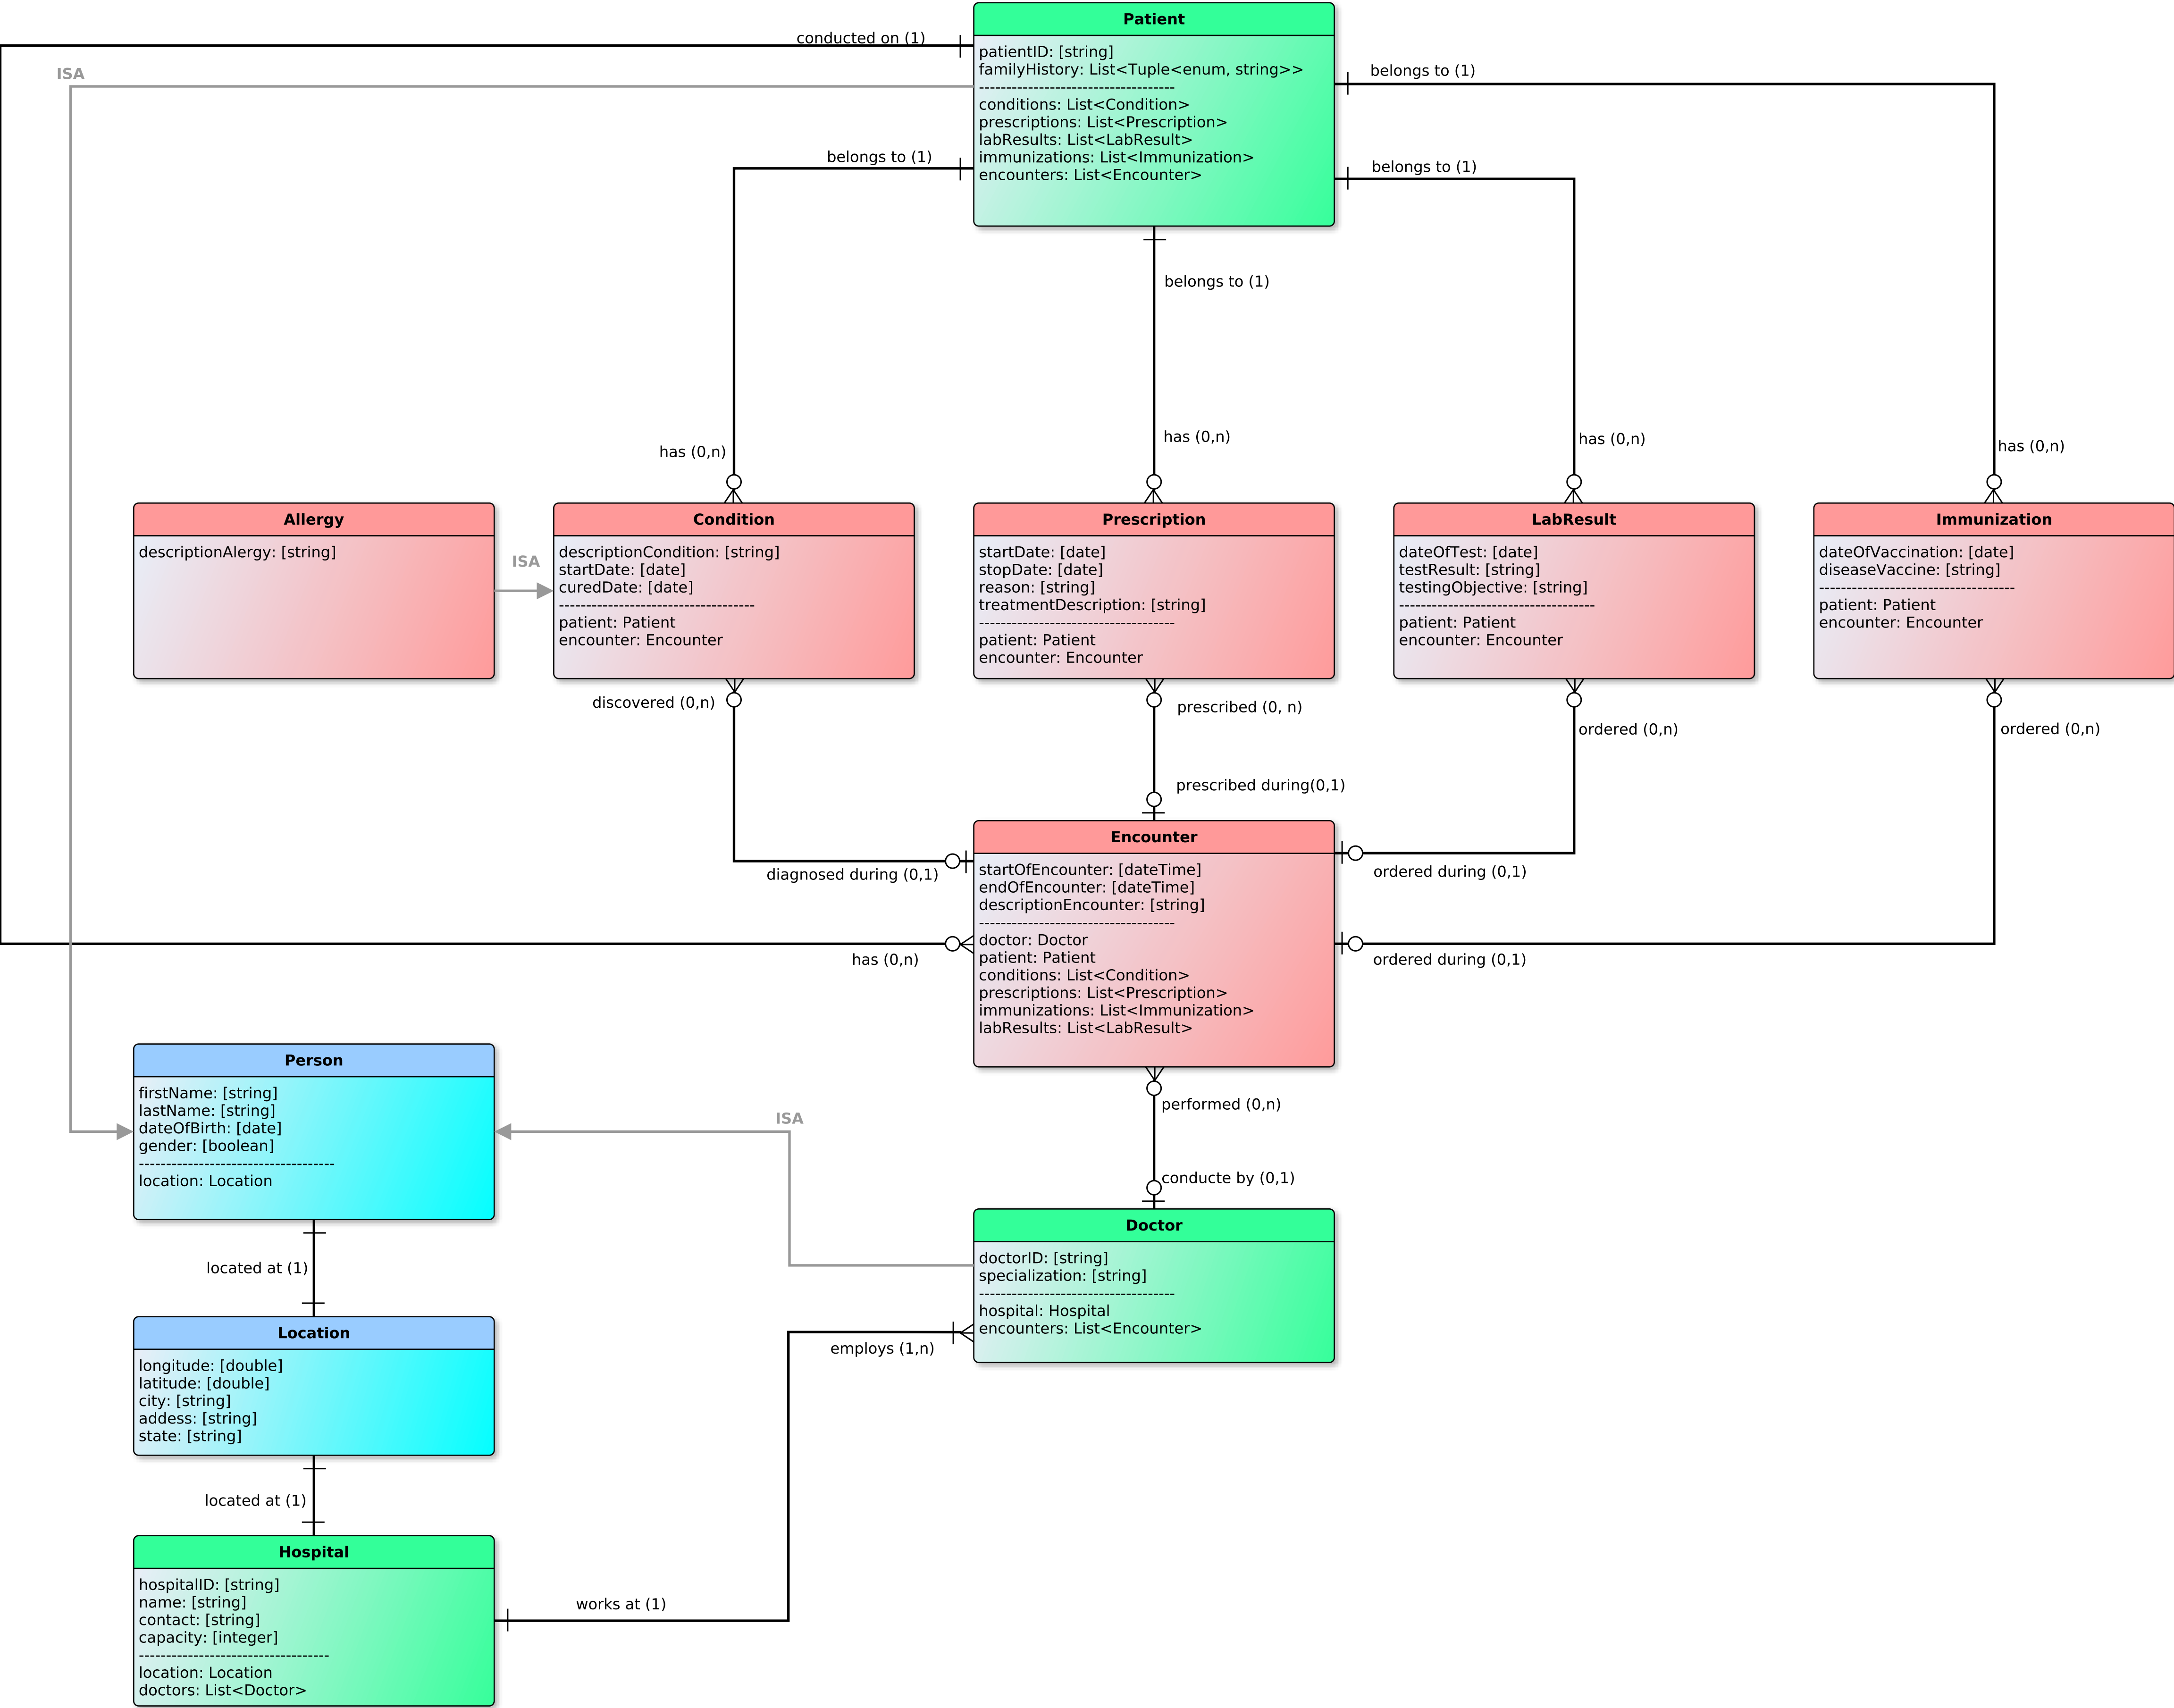 Patient
patientID: [string]
familyHistory: List<Tuple<enum, string>>
-----------------------------------
conditions: List<Condition>
prescriptions: List<Prescription>
labResults: List<LabResult>
immunizations: List<Immunization>
encounters: List<Encounter>
conducted on (1)
ISA
belongs to (1)
belongs to (1)
belongs to (1)
belongs to (1)
has (0,n)
has (0,n)
has (0,n)
has (0,n)
Allergy
descriptionAlergy: [string]
ISA
Condition
descriptionCondition: [string]
startDate: [date]
curedDate: [date]
-----------------------------------
patient: Patient
encounter: Encounter
Prescription
startDate: [date]
stopDate: [date]
reason: [string]
treatmentDescription: [string]
-----------------------------------
patient: Patient
encounter: Encounter
LabResult
dateOfTest: [date]
testResult: [string]
testingObjective: [string]
-----------------------------------
patient: Patient
encounter: Encounter
Immunization
dateOfVaccination: [date]
diseaseVaccine: [string]
-----------------------------------
patient: Patient
encounter: Encounter
discovered (0,n)
prescribed (0, n)
ordered (0,n)
ordered (0,n)
prescribed during(0,1)
diagnosed during (0,1)
ordered during (0,1)
has (0,n)
ordered during (0,1)
Encounter
startOfEncounter: [dateTime]
endOfEncounter: [dateTime]
descriptionEncounter: [string]
-----------------------------------
doctor: Doctor
patient: Patient
conditions: List<Condition>
prescriptions: List<Prescription>
immunizations: List<Immunization>
labResults: List<LabResult>
Person
firstName: [string]
lastName: [string]
dateOfBirth: [date]
gender: [boolean]
-----------------------------------
location: Location
ISA
performed (0,n)
conducte by (0,1)
Doctor
doctorID: [string]
specialization: [string]
-----------------------------------
hospital: Hospital
encounters: List<Encounter>
located at (1)
Location
longitude: [double]
latitude: [double]
city: [string]
addess: [string]
state: [string]
employs (1,n)
located at (1)
Hospital
hospitalID: [string]
name: [string]
contact: [string]
capacity: [integer]
----------------------------------
location: Location
doctors: List<Doctor>
works at (1)